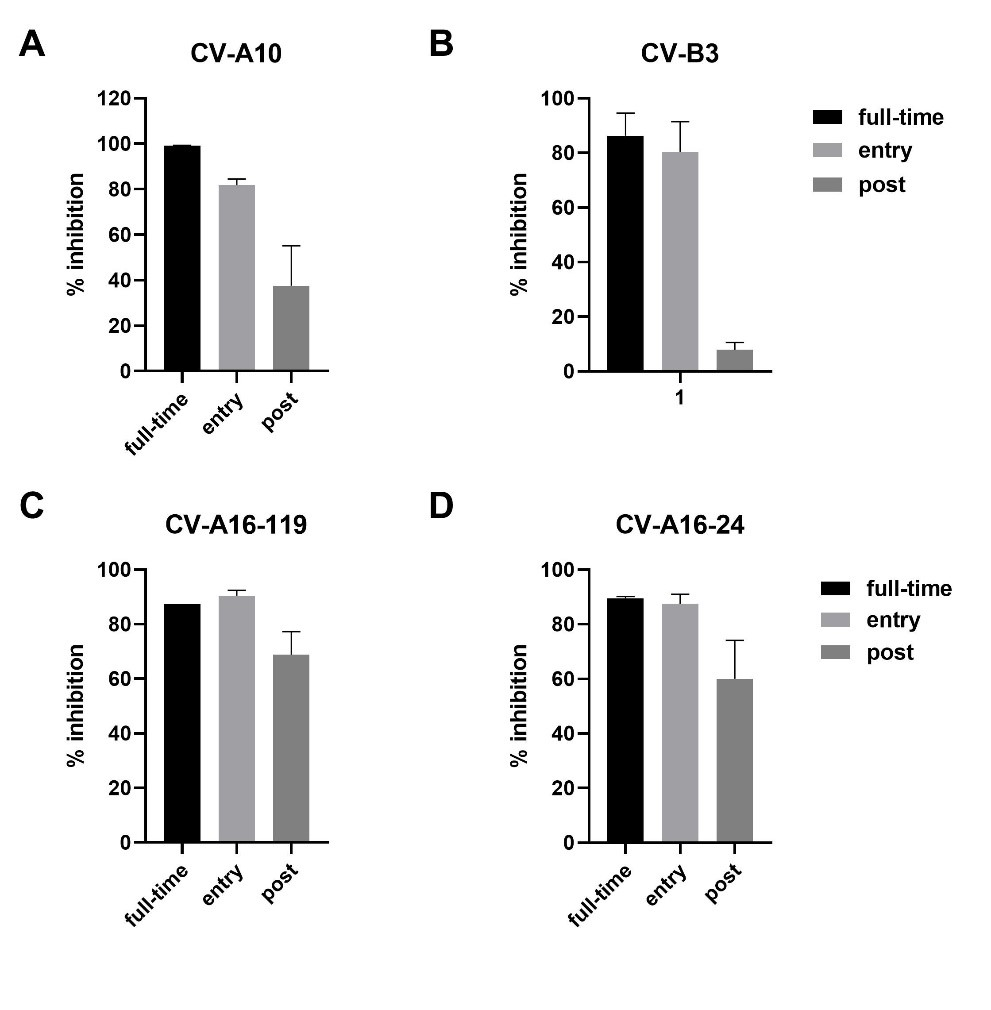 A
CV-A10
% inhibition
120
100
80
60
40
20
0
full-time
entry
post
B
CV-B3
% inhibition
100
80
60
40
20
0
1
full-time
entry
post
C
CV-A16-119
% inhibition
100
80
60
40
20
0
full-time
entry
post
D
CV-A16-24
% inhibition
100
80
60
40
20
0
full-time
entry
post
full-time
entry
post